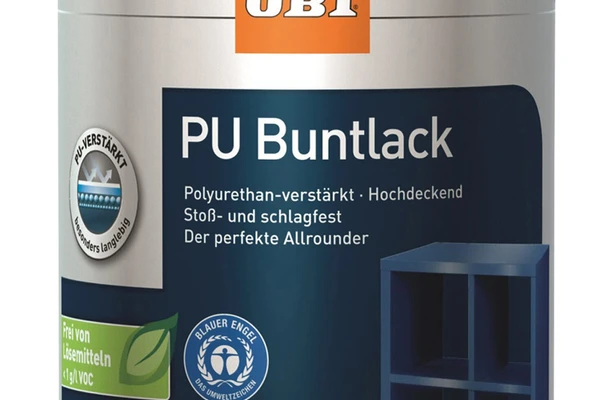 OBI
PU Buntlack
PU-VERSTÄRKT
besonders langlebig
Polyurethan-verstärkt · Hochdeckend
Stoß- und schlagfest
Der perfekte Allrounder
Frei von
Lösemitteln
< 1 g/l VOC
BLAUER ENGEL
DAS UMWELTZEICHEN